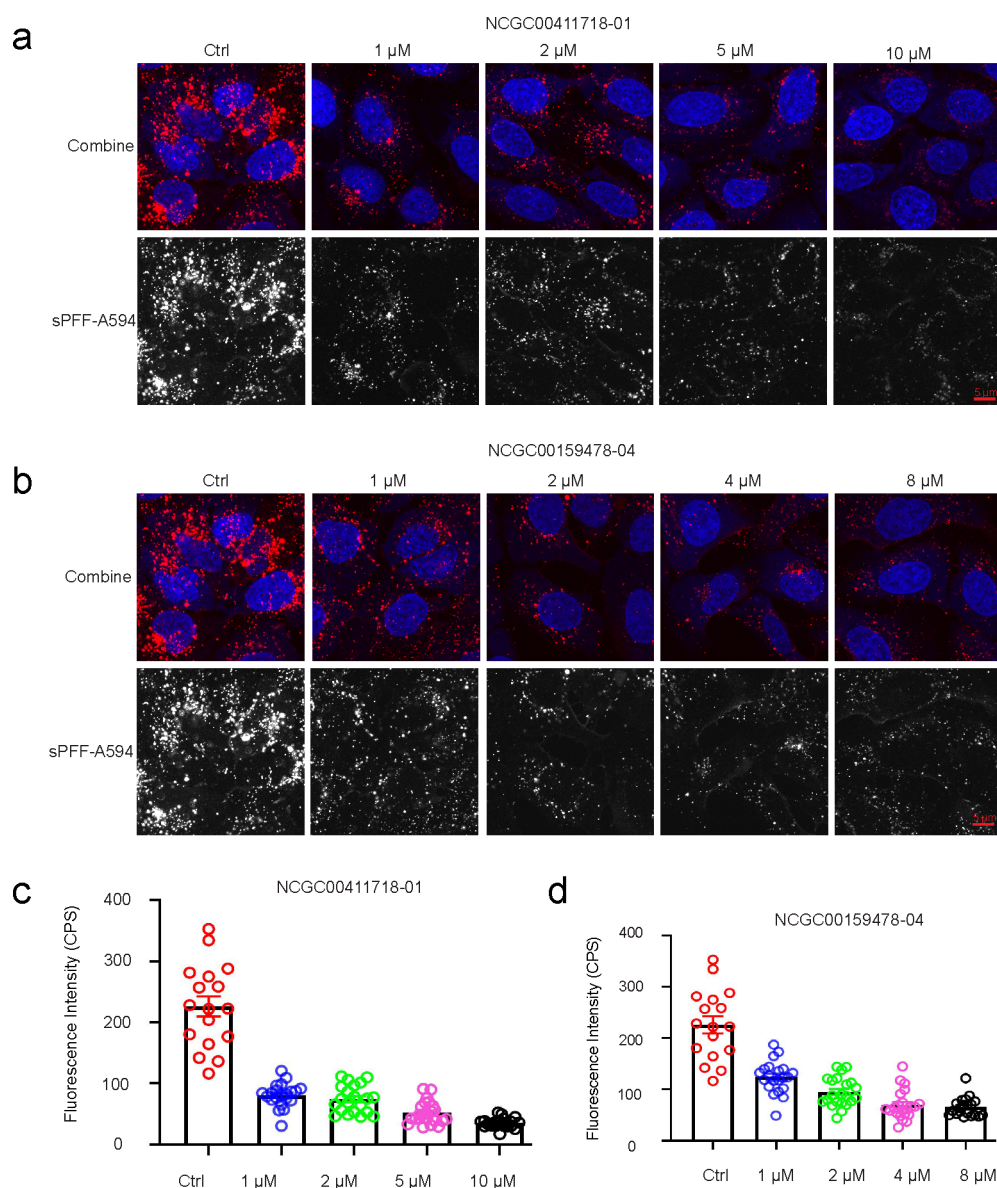 a
NCGC00411718-01
Ctrl 1 µM 2 µM 5 µM 10 µM
Combine
sPFF-A594
5 µm
b
NCGC00159478-04
Ctrl 1 µM 2 µM 4 µM 8 µM
Combine
sPFF-A594
5 µm
c
NCGC00411718-01
Fluorescence Intensity (CPS)
400
300
200
100
0
Ctrl 1 µM 2 µM 5 µM 10 µM
d
NCGC00159478-04
Fluorescence Intensity (CPS)
400
300
200
100
0
Ctrl 1 µM 2 µM 4 µM 8 µM